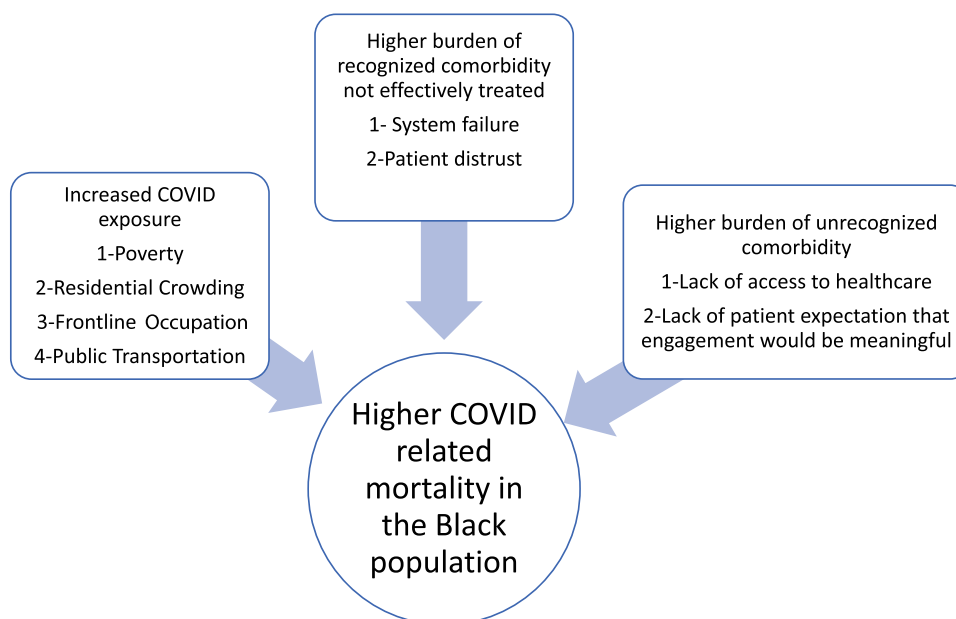 Higher burden of
recognized comorbidity
not effectively treated
1- System failure
2-Patient distrust
Increased COVID
exposure
1-Poverty
2-Residential Crowding
3-Frontline Occupation
4-Public Transportation
Higher burden of unrecognized
comorbidity
1-Lack of access to healthcare
2-Lack of patient expectation that
engagement would be meaningful
Higher COVID
related
mortality in
the Black
population